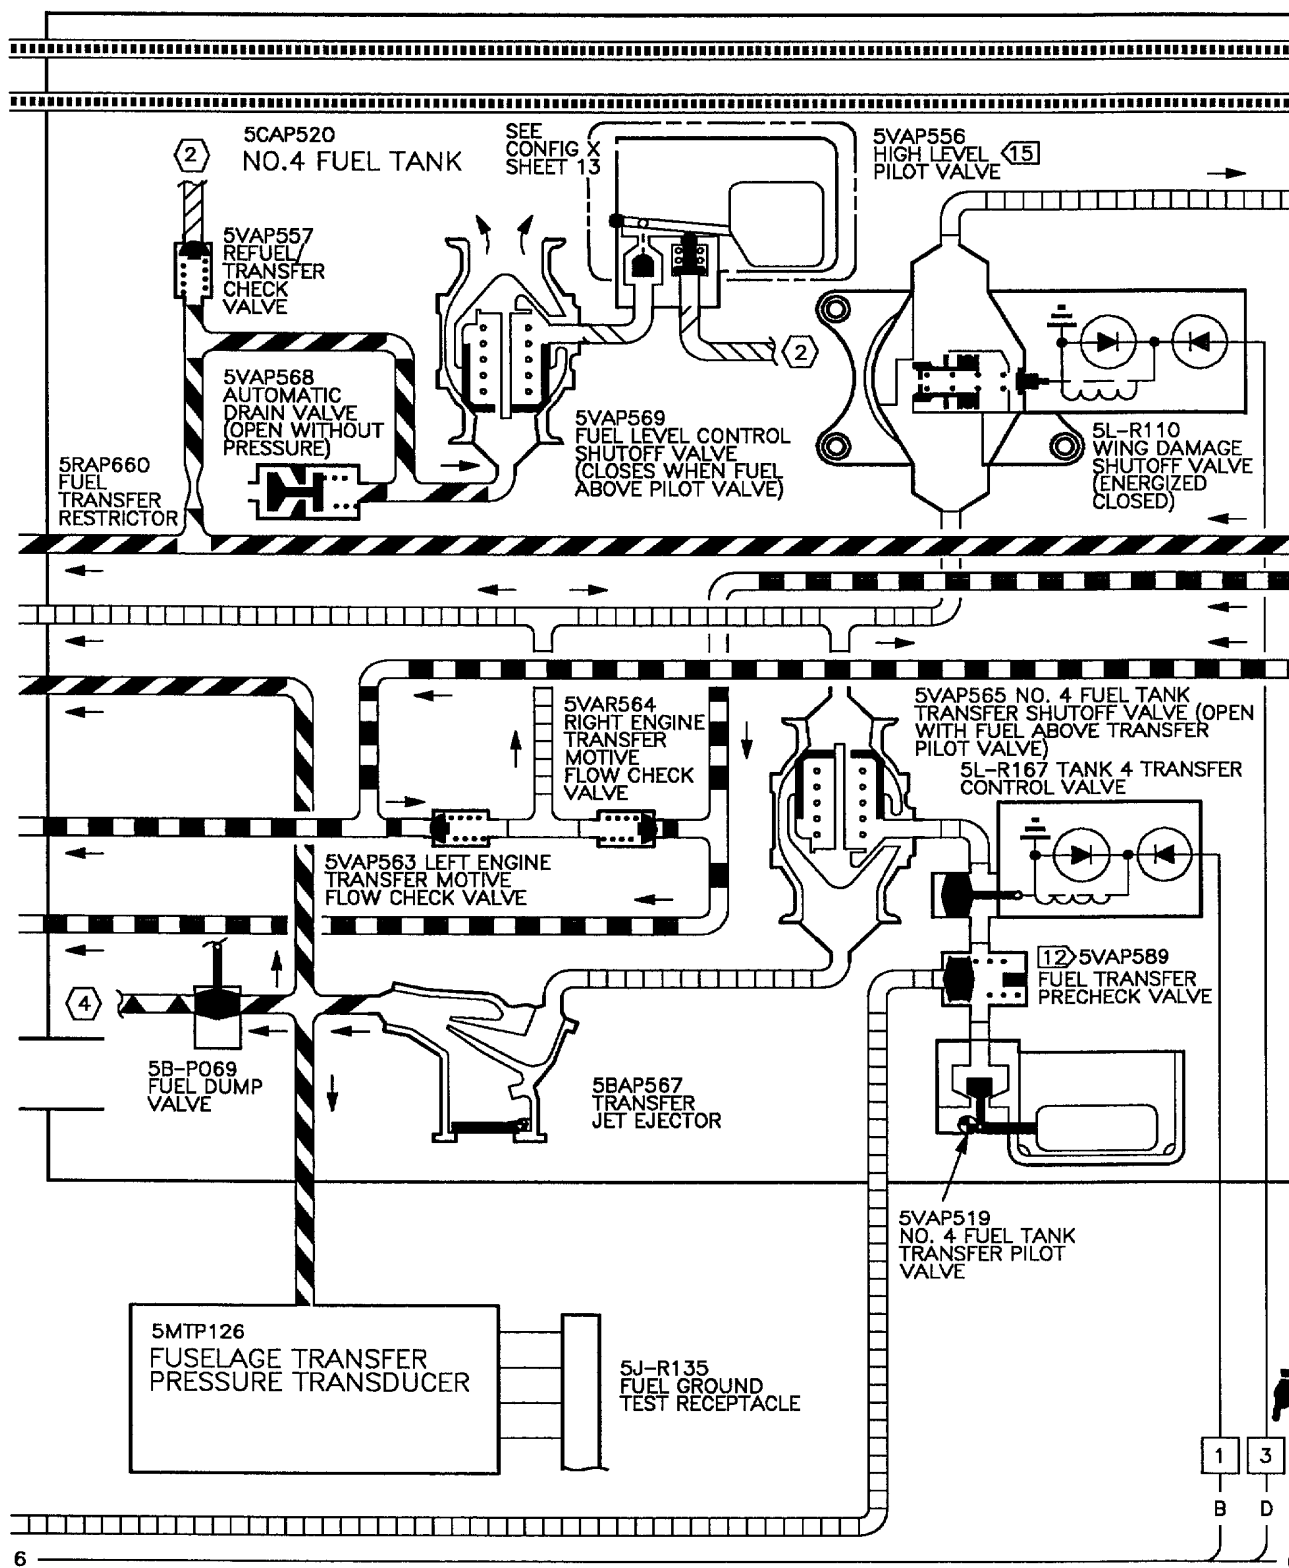 2
5CAP520
NO.4 FUEL TANK
SEE
CONFIG X
SHEET 13
5VAP556
HIGH LEVEL 15
PILOT VALVE
5VAP557
REFUEL/
TRANSFER
CHECK
VALVE
2
5VAP568
AUTOMATIC
DRAIN VALVE
(OPEN WITHOUT
PRESSURE)
5VAP569
FUEL LEVEL CONTROL
SHUTOFF VALVE
(CLOSES WHEN FUEL
ABOVE PILOT VALVE)
5L-R110
WING DAMAGE
SHUTOFF VALVE
(ENERGIZED
CLOSED)
5RAP660
FUEL
TRANSFER
RESTRICTOR
5VAR564
RIGHT ENGINE
TRANSFER
MOTIVE
FLOW CHECK
VALVE
5VAP565 NO. 4 FUEL TANK
TRANSFER SHUTOFF VALVE (OPEN
WITH FUEL ABOVE TRANSFER
PILOT VALVE)
5L-R167 TANK 4 TRANSFER
CONTROL VALVE
5VAP563 LEFT ENGINE
TRANSFER MOTIVE
FLOW CHECK VALVE
12 5VAP589
FUEL TRANSFER
PRECHECK VALVE
4
5B-P069
FUEL DUMP
VALVE
5BAP567
TRANSFER
JET EJECTOR
5VAP519
NO. 4 FUEL TANK
TRANSFER PILOT
VALVE
5MTP126
FUSELAGE TRANSFER
PRESSURE TRANSDUCER
5J-R135
FUEL GROUND
TEST RECEPTACLE
1 3
B D
6